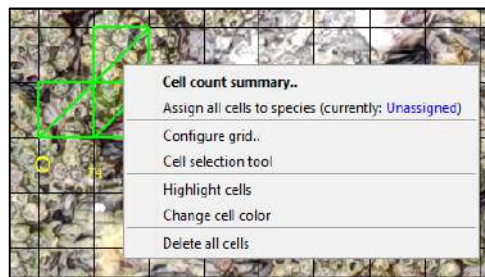 Cell count summary..
Assign all cells to species (currently: Unassigned)
Configure grid..
Cell selection tool
Highlight cells
Change cell color
Delete all cells